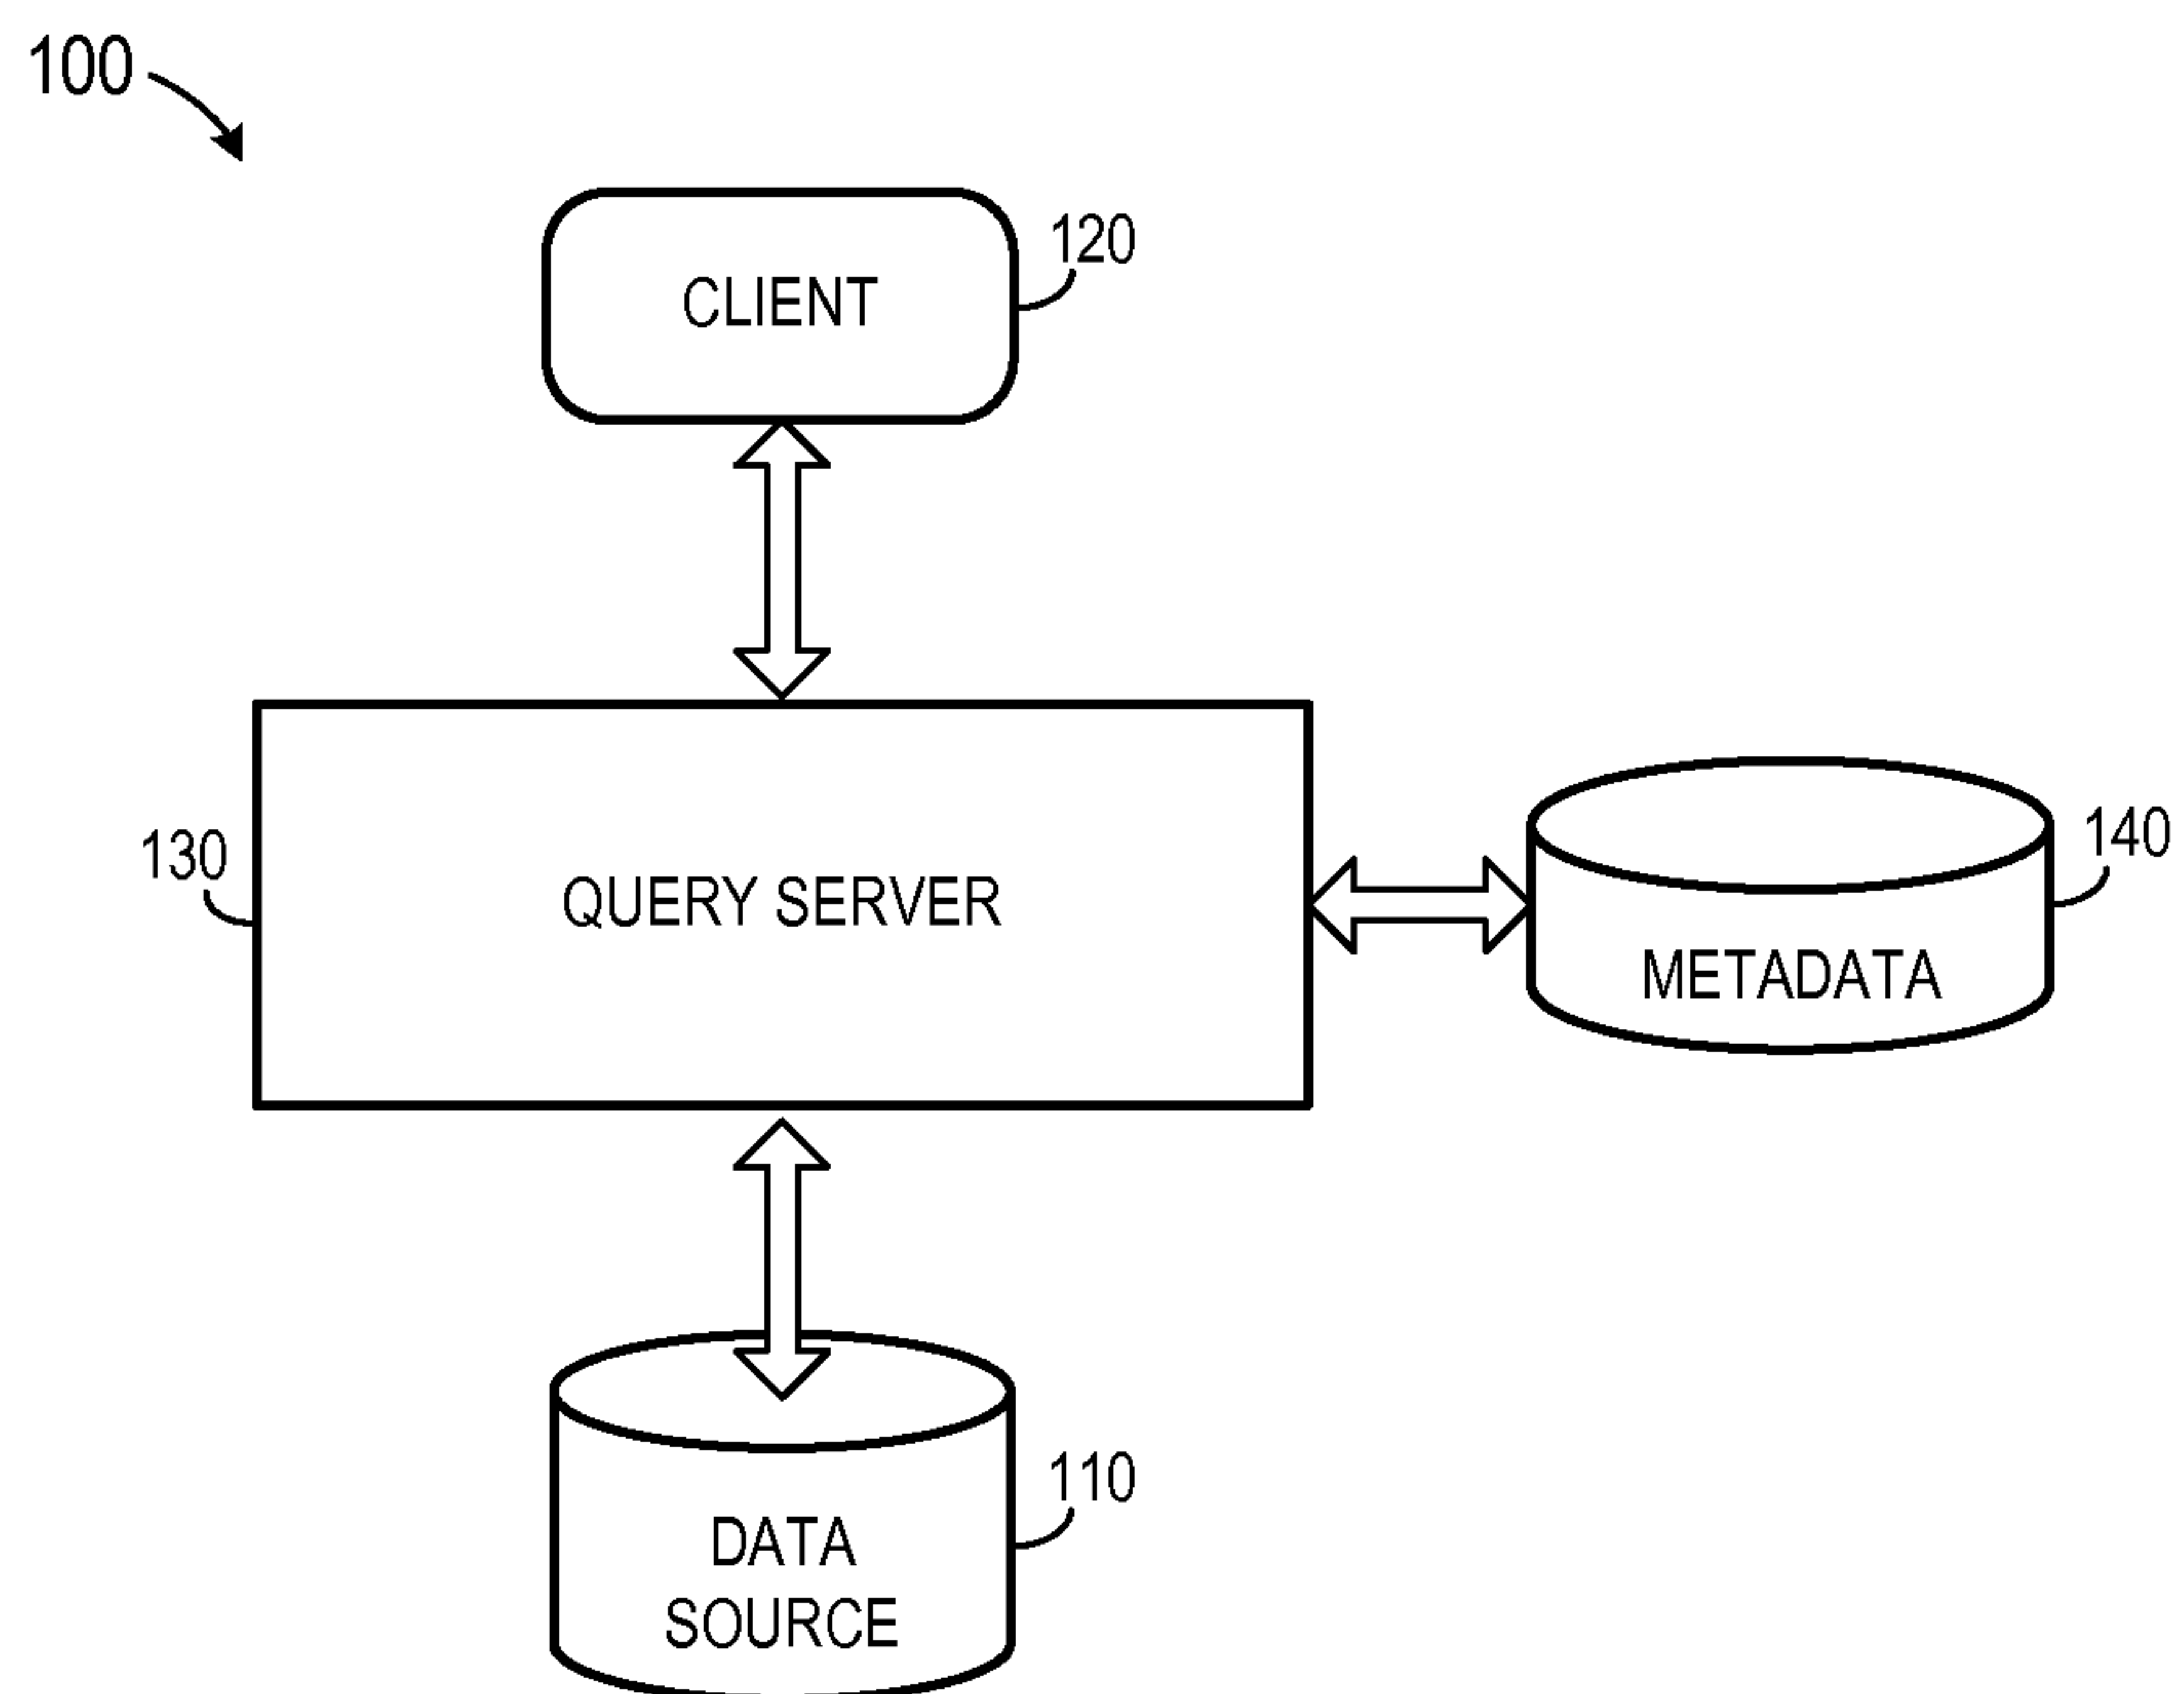 100
120
CLIENT
130
QUERY SERVER
140
METADATA
110
DATA
SOURCE